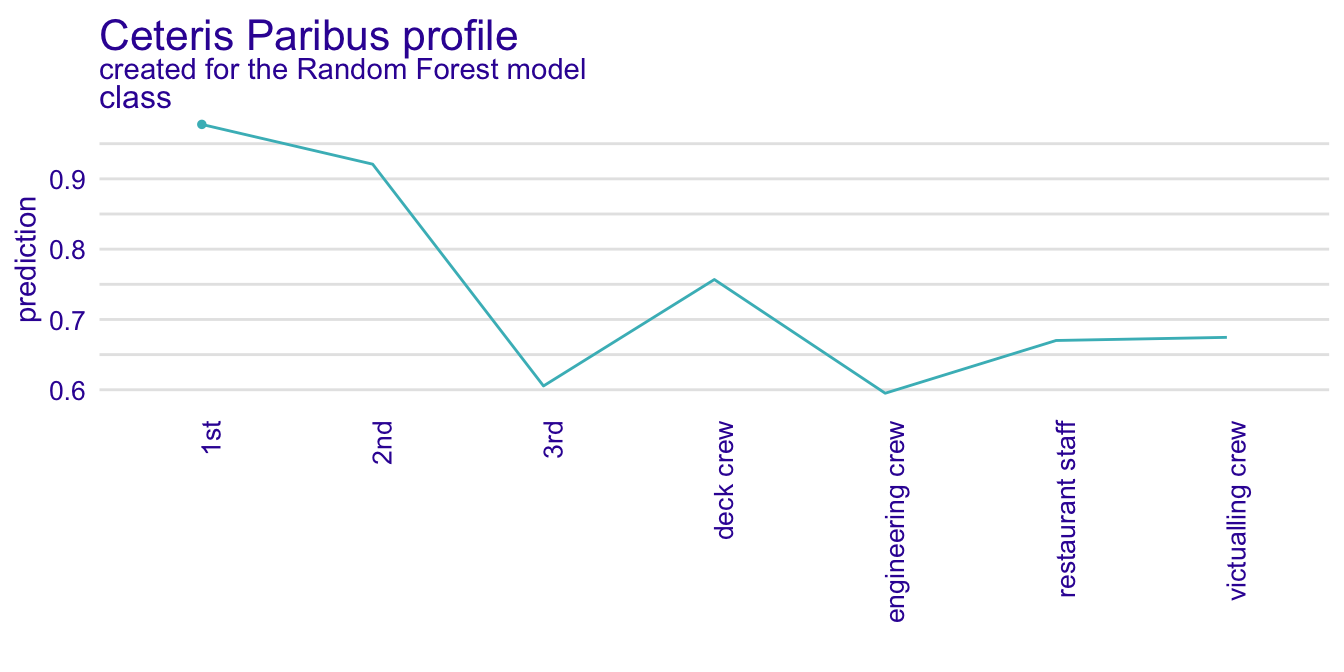 Ceteris Paribus profile
created for the Random Forest model
class
prediction
0.9
0.8
0.7
0.6
1st
2nd
3rd
deck crew
engineering crew
restaurant staff
victualling crew